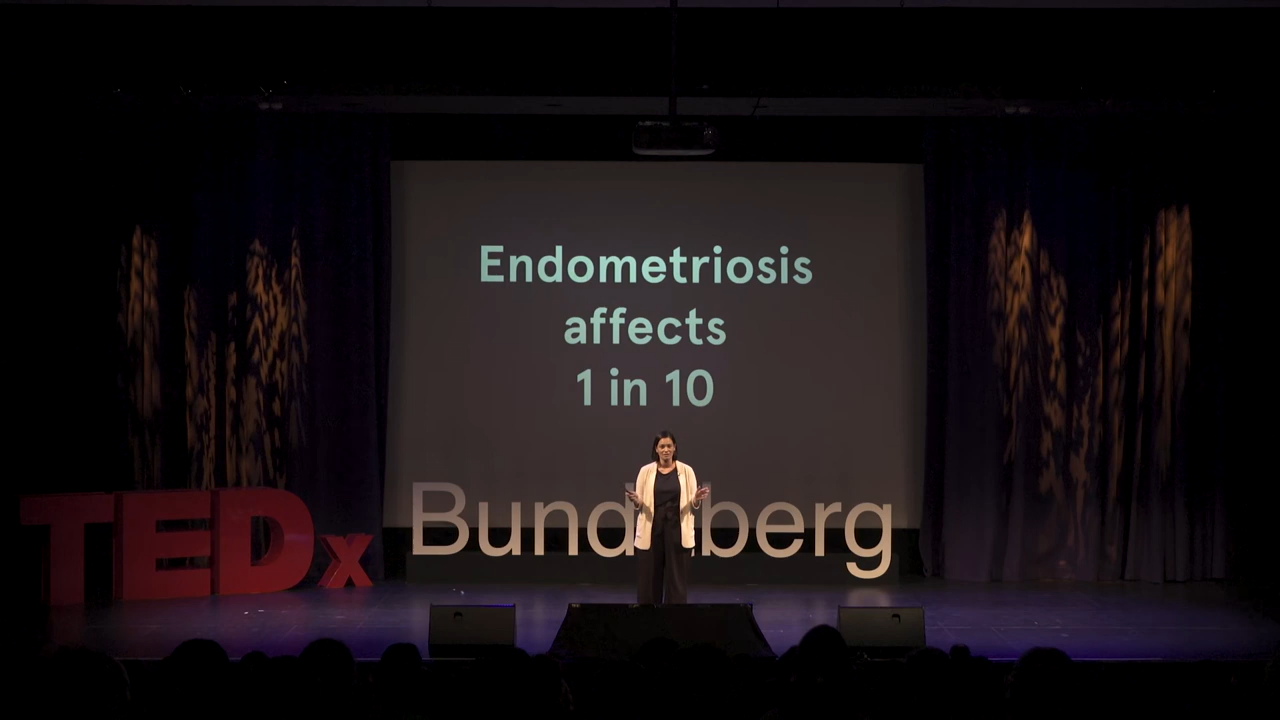 Endometriosis
affects
1 in 10
TEDx
Bund berg